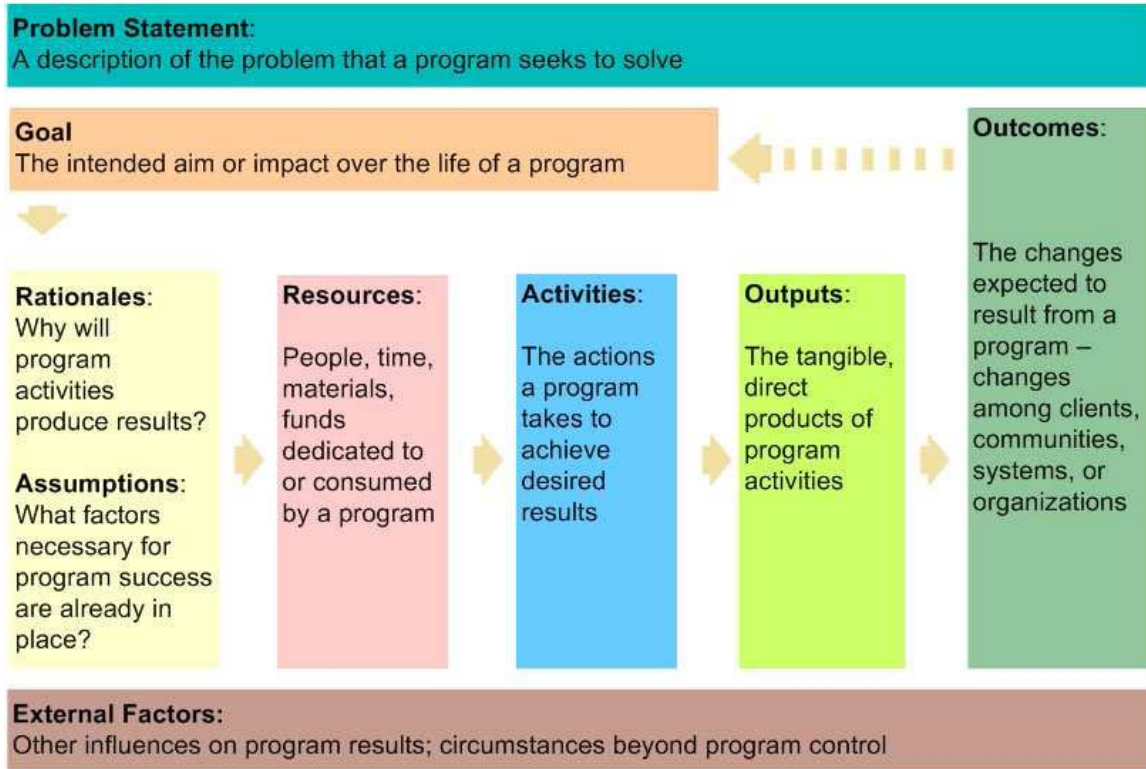 Problem Statement:
A description of the problem that a program seeks to solve
Goal
The intended aim or impact over the life of a program
Rationales:
Why will
program
activities
produce results?
Assumptions:
What factors
necessary for
program success
are already in
place?
Resources:
People, time,
materials,
funds
dedicated to
or consumed
by a program
Activities:
The actions
a program
takes to
achieve
desired
results
Outputs:
The tangible,
direct
products of
program
activities
Outcomes:
The changes
expected to
result from a
program –
changes
among clients,
communities,
systems, or
organizations
External Factors:
Other influences on program results; circumstances beyond program control